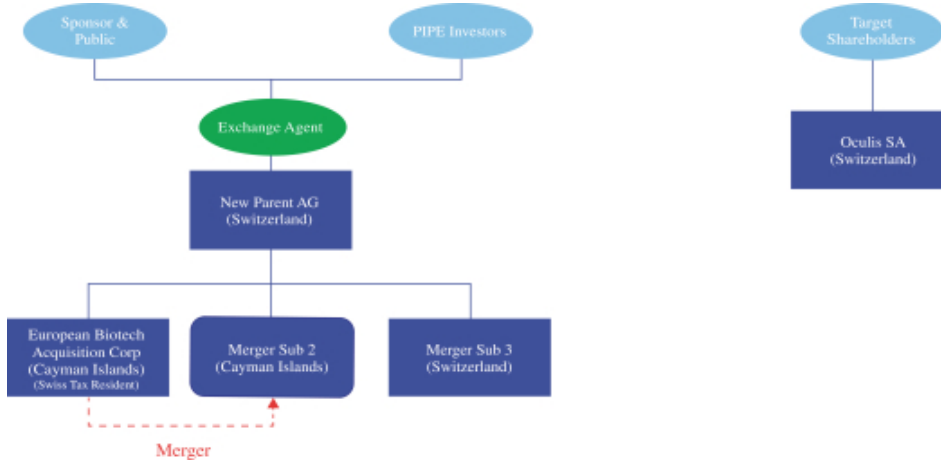 Sponsor &
Public
PIPE Investors
Target
Shareholders
Exchange Agent
Oculis SA
(Switzerland)
New Parent AG
(Switzerland)
European Biotech
Acquisition Corp
(Cayman Islands)
(Swiss Tax Resident)
Merger Sub 2
(Cayman Islands)
Merger Sub 3
(Switzerland)
Merger